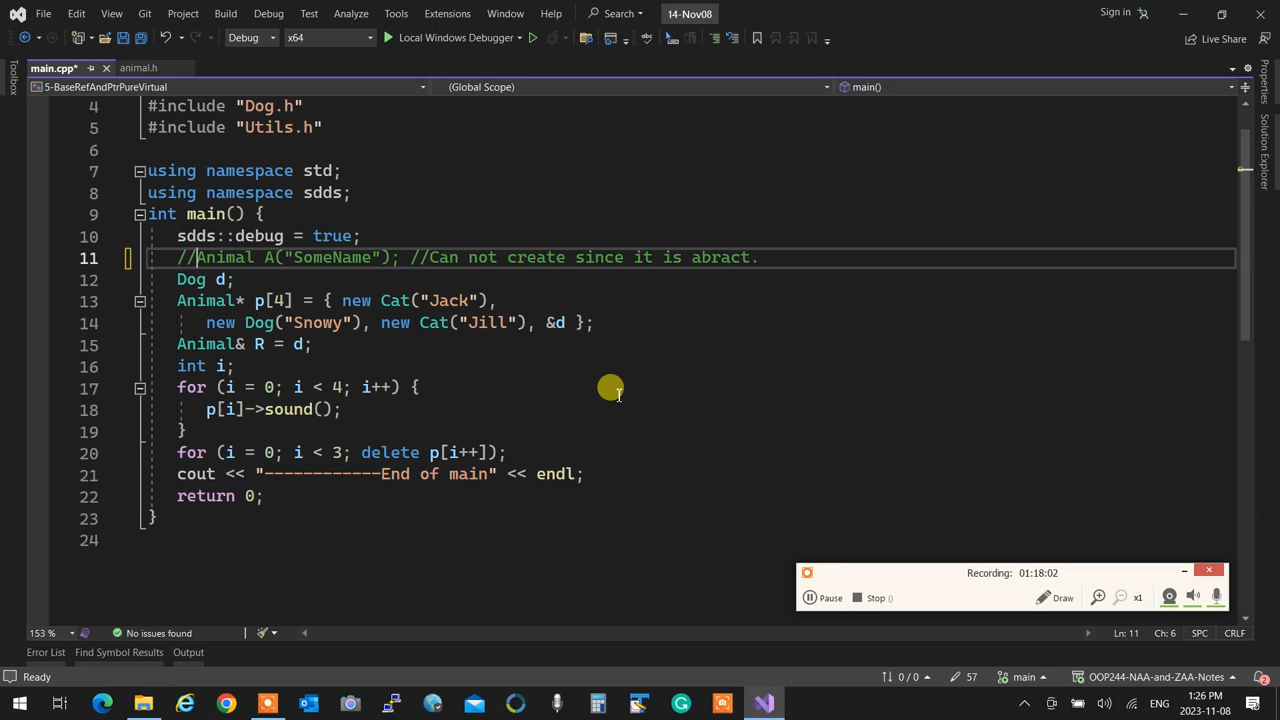 File Edit View Git Project Build Debug Test Analyze Tools Extensions Window Help Search 14-Nov08 Sign in
Debug x64 Local Windows Debugger Live Share
main.cpp* animal.h
Toolbox
5-BaseRefAndPtrPureVirtual (Global Scope) main()
Properties
Solution Explorer
4 #include "Dog.h"
5 #include "Utils.h"
6
7 using namespace std;
8 using namespace sdds;
9 int main() {
10 sdds::debug = true;
11 //Animal A("SomeName"); //Can not create since it is abract.
12 Dog d;
13 Animal* p[4] = { new Cat("Jack"),
14 new Dog("Snowy"), new Cat("Jill"), &d };
15 Animal& R = d;
16 int i;
17 for (i = 0; i < 4; i++) {
18 p[i]->sound();
19 }
20 for (i = 0; i < 3; delete p[i++]);
21 cout << "------------End of main" << endl;
22 return 0;
23 }
24
Recording: 01:18:02
Pause Stop () Draw x1
153 % No issues found Ln: 11 Ch: 6 SPC CRLF
Error List Find Symbol Results Output
Ready 0 / 0 57 main OOP244-NAA-and-ZAA-Notes 2
ENG 1:26 PM
2023-11-08